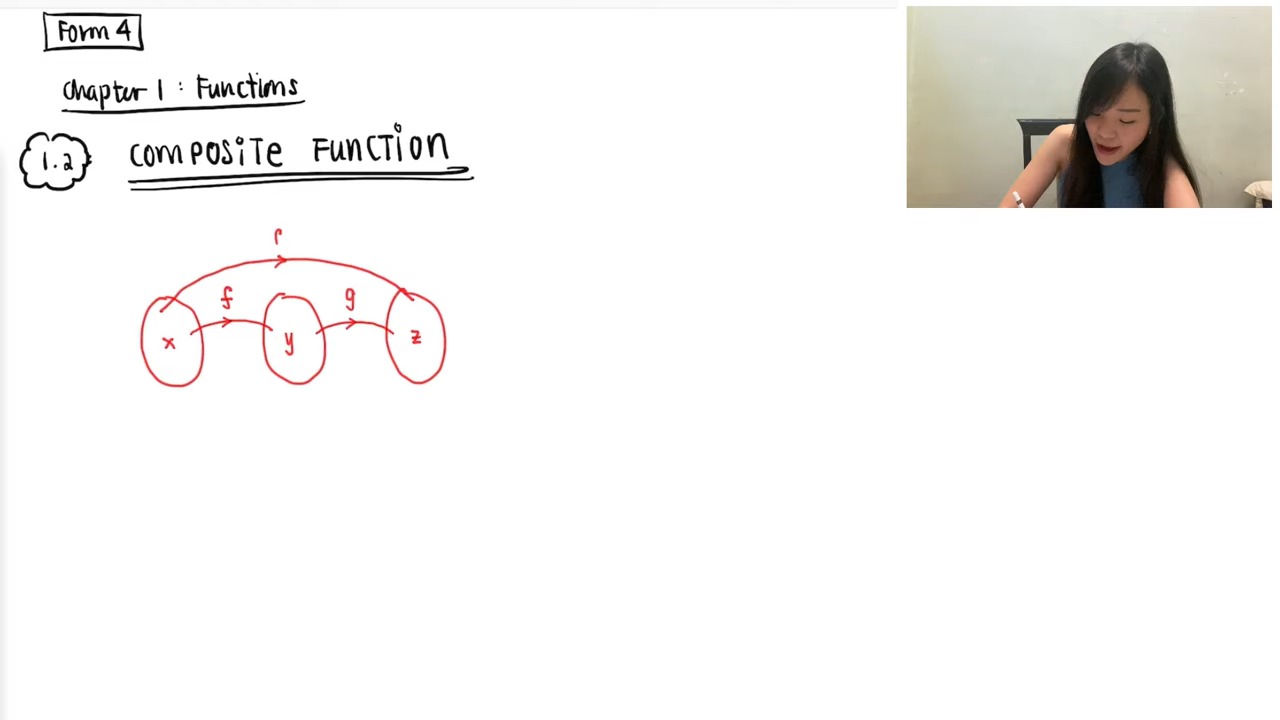 Form 4
Chapter 1 : Functions
1.2 COMPOSITE FUNCTION
f g
x y z